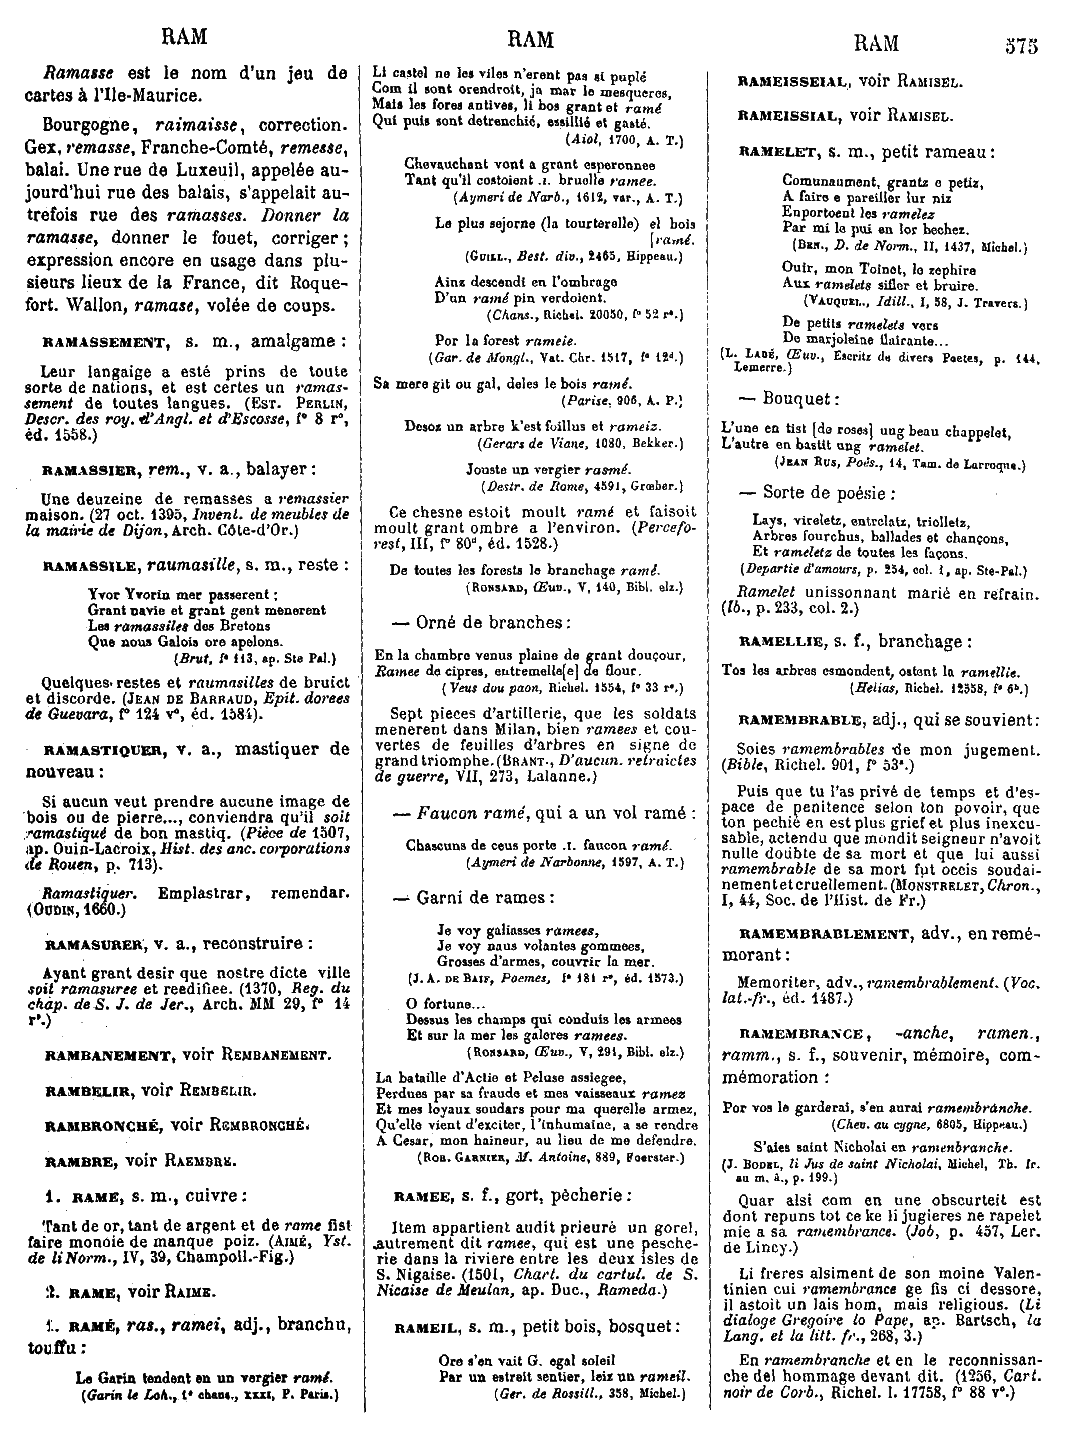 RAM
RAM
RAM 575
Ramasse est le nom d'un jeu de
cartes à l'Ile-Maurice.
Bourgogne, raimaisse, correction.
Gex, remasse, Franche-Comté, remesse,
balai. Une rue de Luxeuil, appelée au-
jourd'hui rue des balais, s'appelait au-
trefois rue des ramasses. Donner la
ramasse, donner le fouet, corriger ;
expression encore en usage dans plu-
sieurs lieux de la France, dit Roque-
fort. Wallon, ramase, volée de coups.
RAMASSEMENT, s. m., amalgame :
Leur langaige a esté prins de toute
sorte de nations, et est certes un ramas-
sement de toutes langues. (EST. PERLIN,
Descr. des roy. d'Angl. et d'Escosse, f° 8 r°,
éd. 1558.)
RAMASSIER, rem., v. a., balayer :
Une deuzeine de remasses a remassier
maison. (27 oct. 1395, Invent. de meubles de
la mairie de Dijon, Arch. Côte-d'Or.)
RAMASSILE, raumasille, s. m., reste :
Yvor Yvorin mer passerent ;
Grant navie et grant gent menerent
Les ramassiles des Bretons
Que nous Galois ore apelons.
(Brut, f° 113, ap. Ste Pal.)
Quelques restes et raumasilles de bruict
et discorde. (JEAN DE BARRAUD, Epit. dorees
de Guevara, f° 124 v°, éd. 1584).
RAMASTIQUER, v. a., mastiquer de
nouveau :
Si aucun veut prendre aucune image de
bois ou de pierre..., conviendra qu'il soit
ramastiqué de bon mastiq. (Pièce de 1507,
ap. Ouin-Lacroix, Hist. des anc. corporations
de Rouen, p. 713).
Ramastiquer. Emplastrar, remendar.
(OUDIN, 1660.)
RAMASURER, v. a., reconstruire :
Ayant grant desir que nostre dicte ville
soit ramasuree et reedifiee. (1370, Reg. du
chap. de S. J. de Jer., Arch. MM 29, f° 14
r°.)
RAMBANEMENT, voir REMBANEMENT.
RAMBELIR, voir REMBELIR.
RAMBRONCHÉ, voir REMBRONCHÉ.
RAMBRE, voir RAEMBRE.
1. RAME, s. m., cuivre :
Tant de or, tant de argent et de rame fist
faire monoie de manque poiz. (AIMÉ, Yst.
de li Norm., IV, 39, Champoll.-Fig.)
2. RAME, voir RAIME.
1. RAMÉ, ras., ramei, adj., branchu,
touffu :
Le Garin tendent en un vergier ramé.
(Garin le Loh., 1e chans., XXXI, P. Paris.)
Li castel ne les viles n'erent pas si puplé
Com il sont orendroit, ja mar le mesqueres,
Mais les fores antives, li bos grant et ramé
Qui puis sont detrenchié, essillié et gasté.
(Aiol, 1700, A. T.)
Chevauchant vont a grant esperonnee
Tant qu'il costoient .I. bruelle ramee.
(Aymeri de Narb., 1612, var., A. T.)
Le plus sejorne (la tourterelle) el bois
[ramé.
(GUILL., Best. div., 2465, Hippeau.)
Ains descendi en l'ombrage
D'un ramé pin verdoient.
(Chans., Richel. 20050, f° 52 r°.)
Por la forest rameie.
(Gar. de Mongl., Vat. Chr. 1517, f° 12d.)
Sa mere git ou gal, deles le bois ramé.
(Parise, 906, A. P.)
Desoz un arbre k'est foillus et rameiz.
(Gerars de Viane, 1080, Bekker.)
Jouste un vergier rasmé.
(Destr. de Rome, 4591, Grœber.)
Ce chesne estoit moult ramé et faisoit
moult grant ombre a l'environ. (Percefo-
rest, III, f° 80d, éd. 1528.)
De toutes les forests le branchage ramé.
(RONSARD, Œuv., V, 140, Bibl. elz.)
— Orné de branches :
En la chambre venus plaine de grant douçour,
Ramee de cipres, entremelle[e] de flour.
(Veus dou paon, Richel. 1554, f° 33 r°.)
Sept pieces d'artillerie, que les soldats
menerent dans Milan, bien ramees et cou-
vertes de feuilles d'arbres en signe de
grand triomphe. (BRANT., D'aucun. retraictes
de guerre, VII, 273, Lalanne.)
— Faucon ramé, qui a un vol ramé :
Chascuns de ceus porte .I. faucon ramé.
(Aymeri de Narbonne, 1597, A. T.)
— Garni de rames :
Je voy galiasses ramees,
Je voy naus volantes gommees,
Grosses d'armes, couvrir la mer.
(J. A. DE BAIF, Poemes, f° 181 r°, éd. 1573.)
O fortune...
Dessus les champs qui conduis les armees
Et sur la mer les galeres ramees.
(RONSARD, Œuv., V, 291, Bibl. elz.)
La bataille d'Actie et Peluse assiegee,
Perdues par sa fraude et mes vaisseaux ramez
Et mes loyaux soudars pour ma querelle armez,
Qu'elle vient d'exciter, l'inhumaine, a se rendre
A Cesar, mon haineur, au lieu de me defendre.
(ROB. GARNIER, M. Antoine, 889, Foerster.)
RAMEE, s. f., gort, pêcherie :
Item appartient audit prieuré un gorel,
autrement dit ramee, qui est une pesche-
rie dans la riviere entre les deux isles de
S. Nigaise. (1501, Chart. du cartul. de S.
Nicaise de Meulan, ap. Duc., Rameda.)
RAMEIL, s. m., petit bois, bosquet :
Ore s'en vait G. egal soleil
Par un estreit sentier, leiz un rameil.
(Ger. de Rossill., 358, Michel.)
RAMEISSEIAL, voir RAMISEL.
RAMEISSIAL, voir RAMISEL.
RAMELET, s. m., petit rameau :
Comunaument, grantz e petiz,
A faire e pareiller lur niz
Enportoent les ramelez
Par mi le pui en lor bechez.
(BEN., D. de Norm., II, 1437, Michel.)
Ouir, mon Toinot, le zephire
Aux ramelets sifler et bruire.
(VAUQUEL., Idill., I, 58, J. Travers.)
De petits ramelets vers
De marjoleine flairante...
(L. LABÉ, Œuv., Escritz de divers Poetes, p. 144,
Lemerre.)
— Bouquet :
L'une en tist [de roses] ung beau chappelet,
L'autre en bastit ung ramelet.
(JEAN RUS, Poés., 14, Tam. de Larroque.)
— Sorte de poésie :
Lays, vireletz, entrelatz, triolletz,
Arbres fourchus, ballades et chançons,
Et rameletz de toutes les façons.
(Departie d'amours, p. 254, col. 1, ap. Ste-Pal.)
Ramelet unissonnant marié en refrain.
(Ib., p. 233, col. 2.)
RAMELLIE, s. f., branchage :
Tos les arbres esmondent, ostent la ramellie.
(Helias, Richel. 12558, f° 6b.)
RAMEMBRABLE, adj., qui se souvient :
Soies ramembrables de mon jugement.
(Bible, Richel. 901, f° 53a.)
Puis que tu l'as privé de temps et d'es-
pace de penitence selon ton povoir, que
ton pechié en est plus grief et plus inexcu-
sable, actendu que mondit seigneur n'avoit
nulle doubte de sa mort et que lui aussi
ramembrable de sa mort fut occis soudai-
nement et cruellement. (MONSTRELET, Chron.,
I, 44, Soc. de l'Hist. de Fr.)
RAMEMBRABLEMENT, adv., en remé-
morant :
Memoriter, adv., ramembrablement. (Voc.
lat.-fr., éd. 1487.)
RAMEMBRANCE, -anche, ramen.,
ramm., s. f., souvenir, mémoire, com-
mémoration :
Por vos le garderai, s'en aurai ramembranche.
(Chev. au cygne, 6805, Hippeau.)
S'aies saint Nicholai en ramenbranche.
(J. BODEL, li Jus de saint Nicholai, Michel, Th. fr.
au m. à., p. 199.)
Quar alsi com en une obscurteit est
dont repuns tot ce ke li jugieres ne rapelet
mie a sa ramembrance. (Job, p. 457, Ler.
de Lincy.)
Li freres alsiment de son moine Valen-
tinien cui ramembrance ge fis ci dessore,
il astoit un lais hom, mais religious. (Li
dialoge Gregoire lo Pape, ap. Bartsch, la
Lang. et la litt. fr., 268, 3.)
En ramembranche et en le reconnissan-
che del hommage devant dit. (1256, Cart.
noir de Corb., Richel. l. 17758, f° 88 v°.)